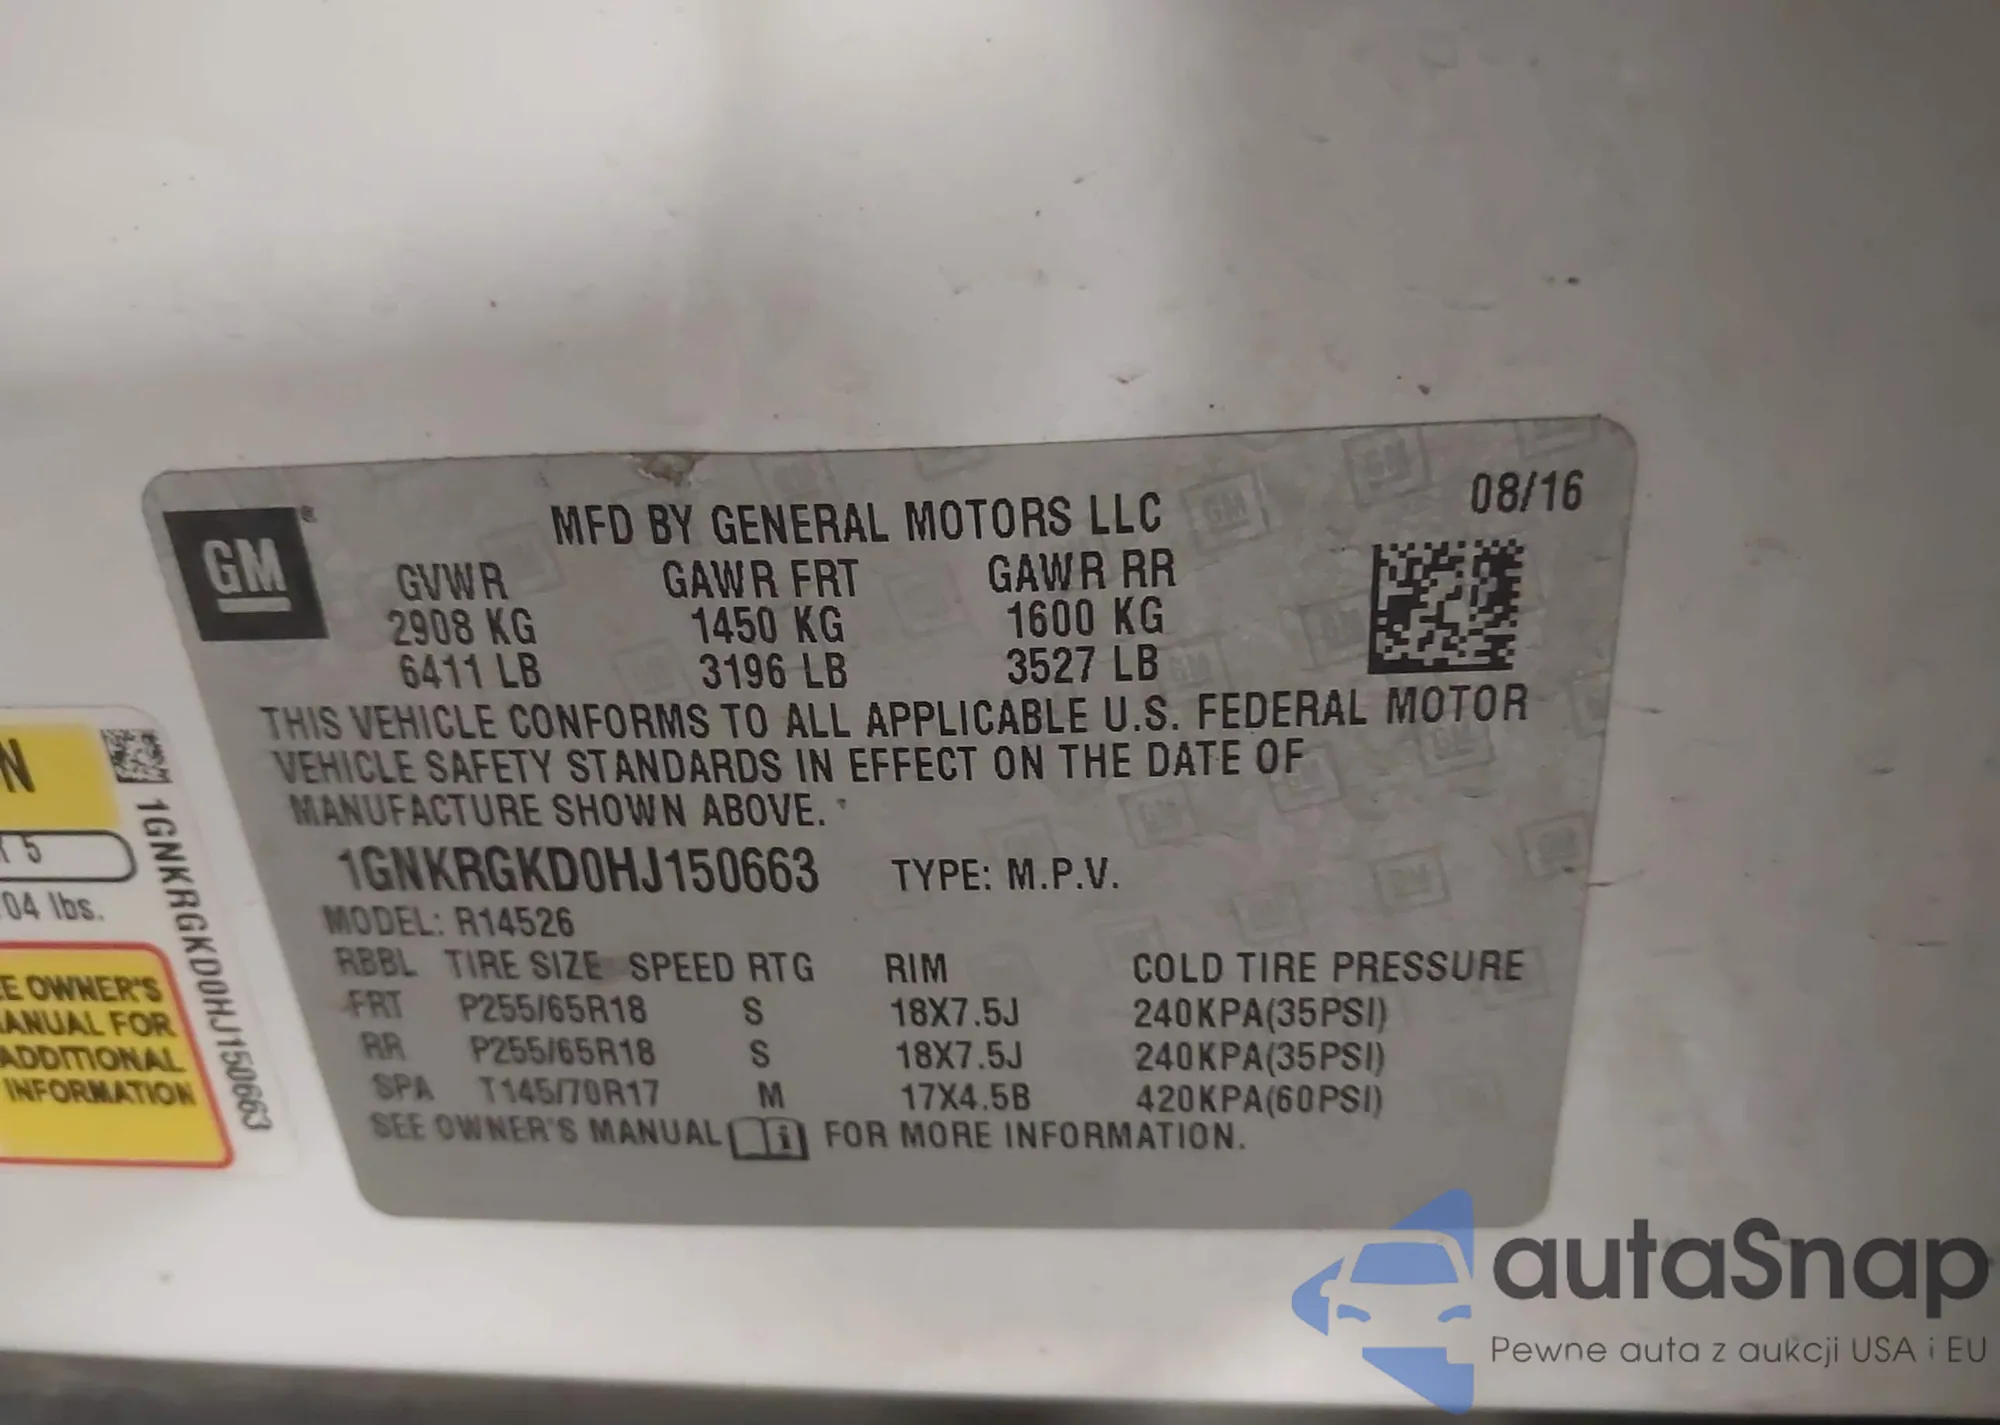 GM
MFD BY GENERAL MOTORS LLC
08/16
GVWR GAWR FRT GAWR RR
2908 KG 1450 KG 1600 KG
6411 LB 3196 LB 3527 LB
THIS VEHICLE CONFORMS TO ALL APPLICABLE U.S. FEDERAL MOTOR
VEHICLE SAFETY STANDARDS IN EFFECT ON THE DATE OF
MANUFACTURE SHOWN ABOVE.
1GNKRGKD0HJ150663 TYPE: M.P.V.
MODEL: R14526
RBBL TIRE SIZE SPEED RTG RIM COLD TIRE PRESSURE
FRT P255/65R18 S 18X7.5J 240KPA(35PSI)
RR P255/65R18 S 18X7.5J 240KPA(35PSI)
SPA T145/70R17 M 17X4.5B 420KPA(60PSI)
SEE OWNER'S MANUAL i FOR MORE INFORMATION.
N
5
04 lbs.
E OWNER'S
ANUAL FOR
ADDITIONAL
INFORMATION
1GNKRGKD0HJ150663
autaSnap
Pewne auta z aukcji USA i EU